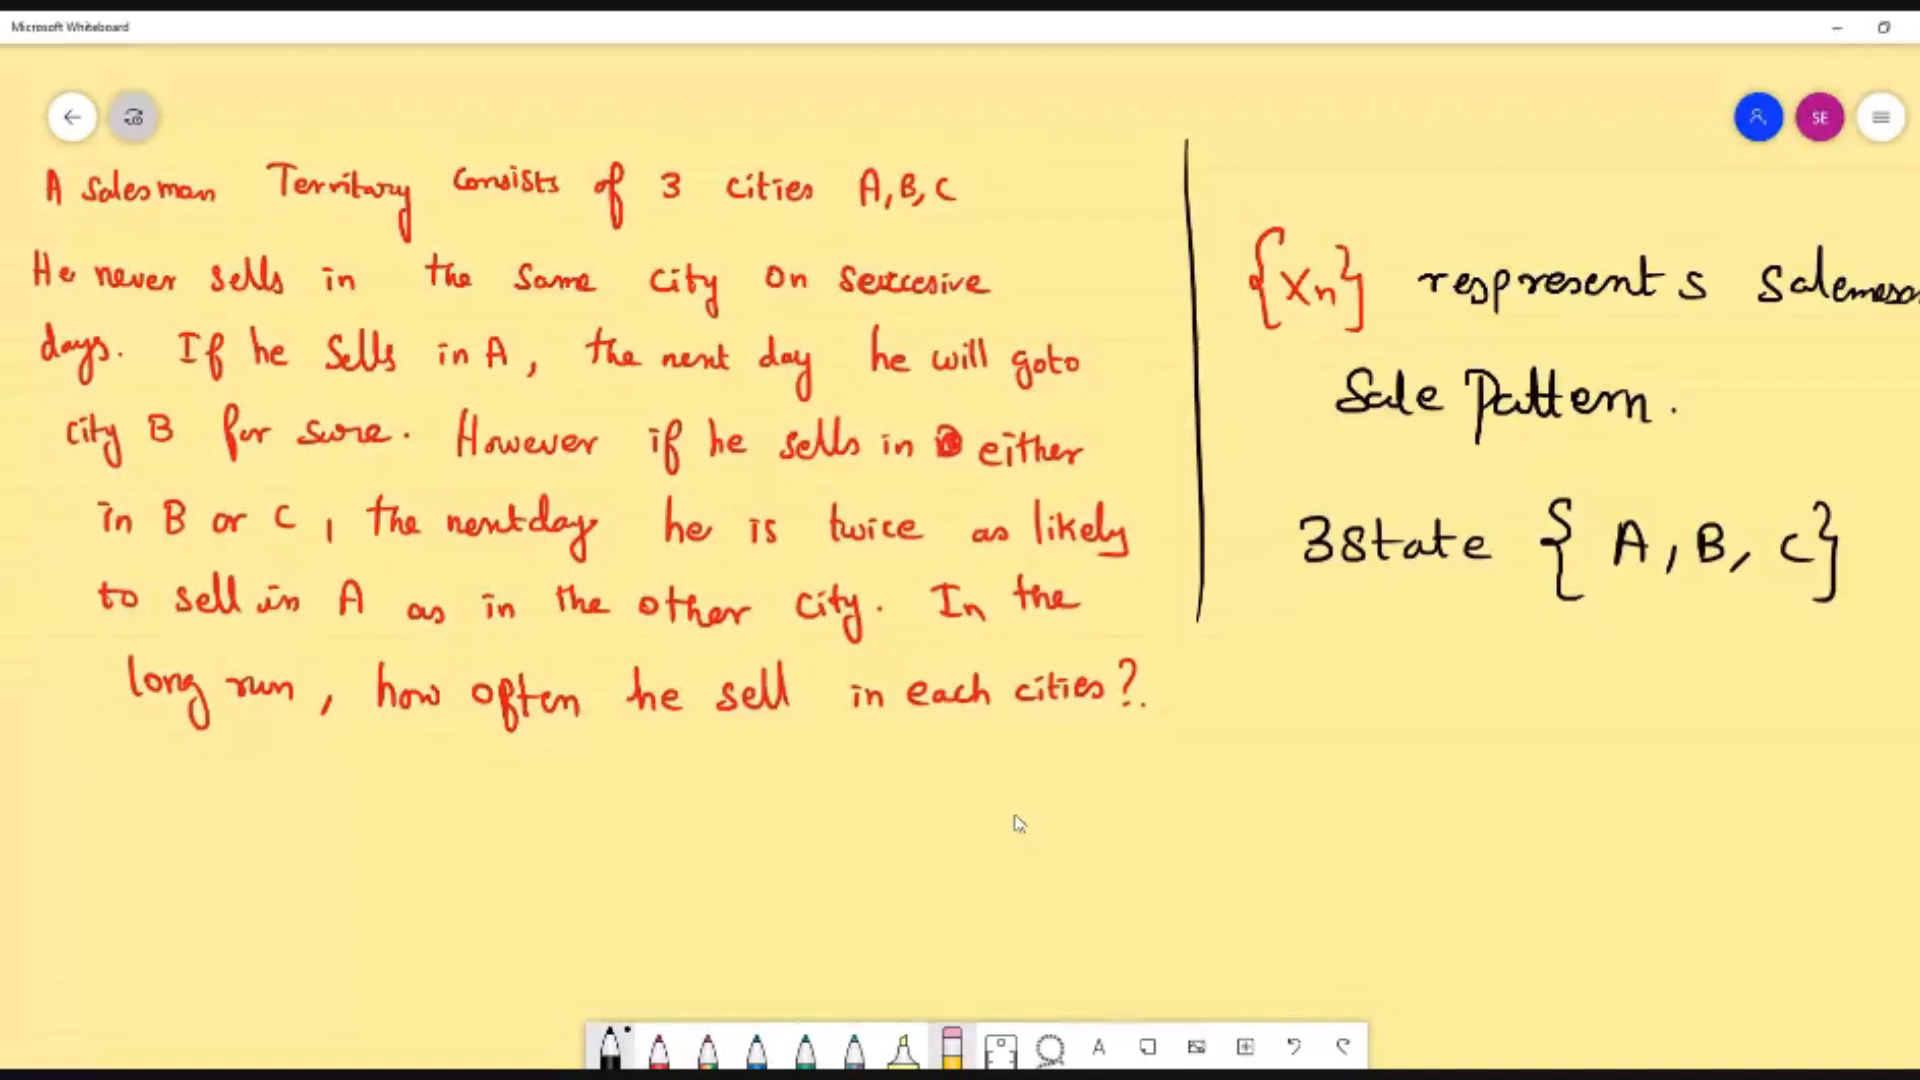 Microsoft Whiteboard
SE
A salesman Territory Consists of 3 cities A, B, C
He never sells in the same city on
days. If he sells in A, the next day he will goto
city B for sure. However if he sells in either
in B or C, the nextday he is twice as likely
to sell in A as in the other city. In the
long run, how often he sell in each cities?
{Xn} respresents
Sale Pattern.
3 state { A, B, C}
A